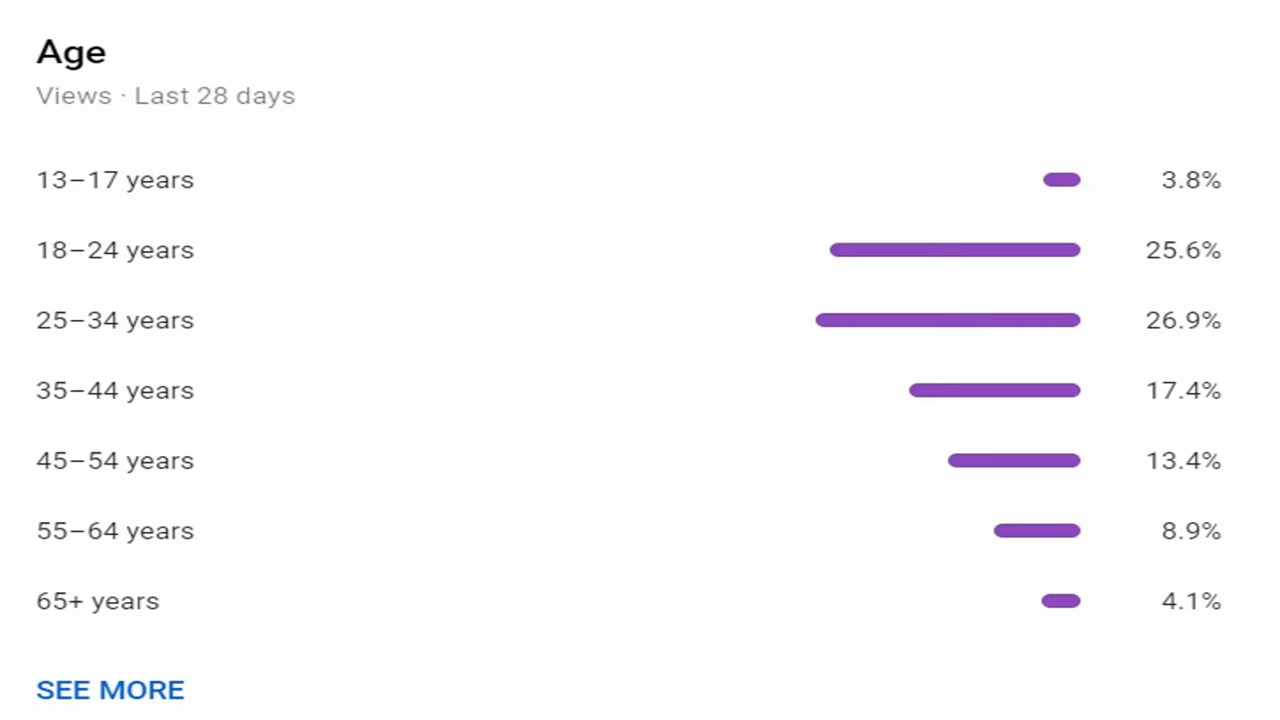 Age
Views · Last 28 days
13–17 years 3.8%
18–24 years 25.6%
25–34 years 26.9%
35–44 years 17.4%
45–54 years 13.4%
55–64 years 8.9%
65+ years 4.1%
SEE MORE